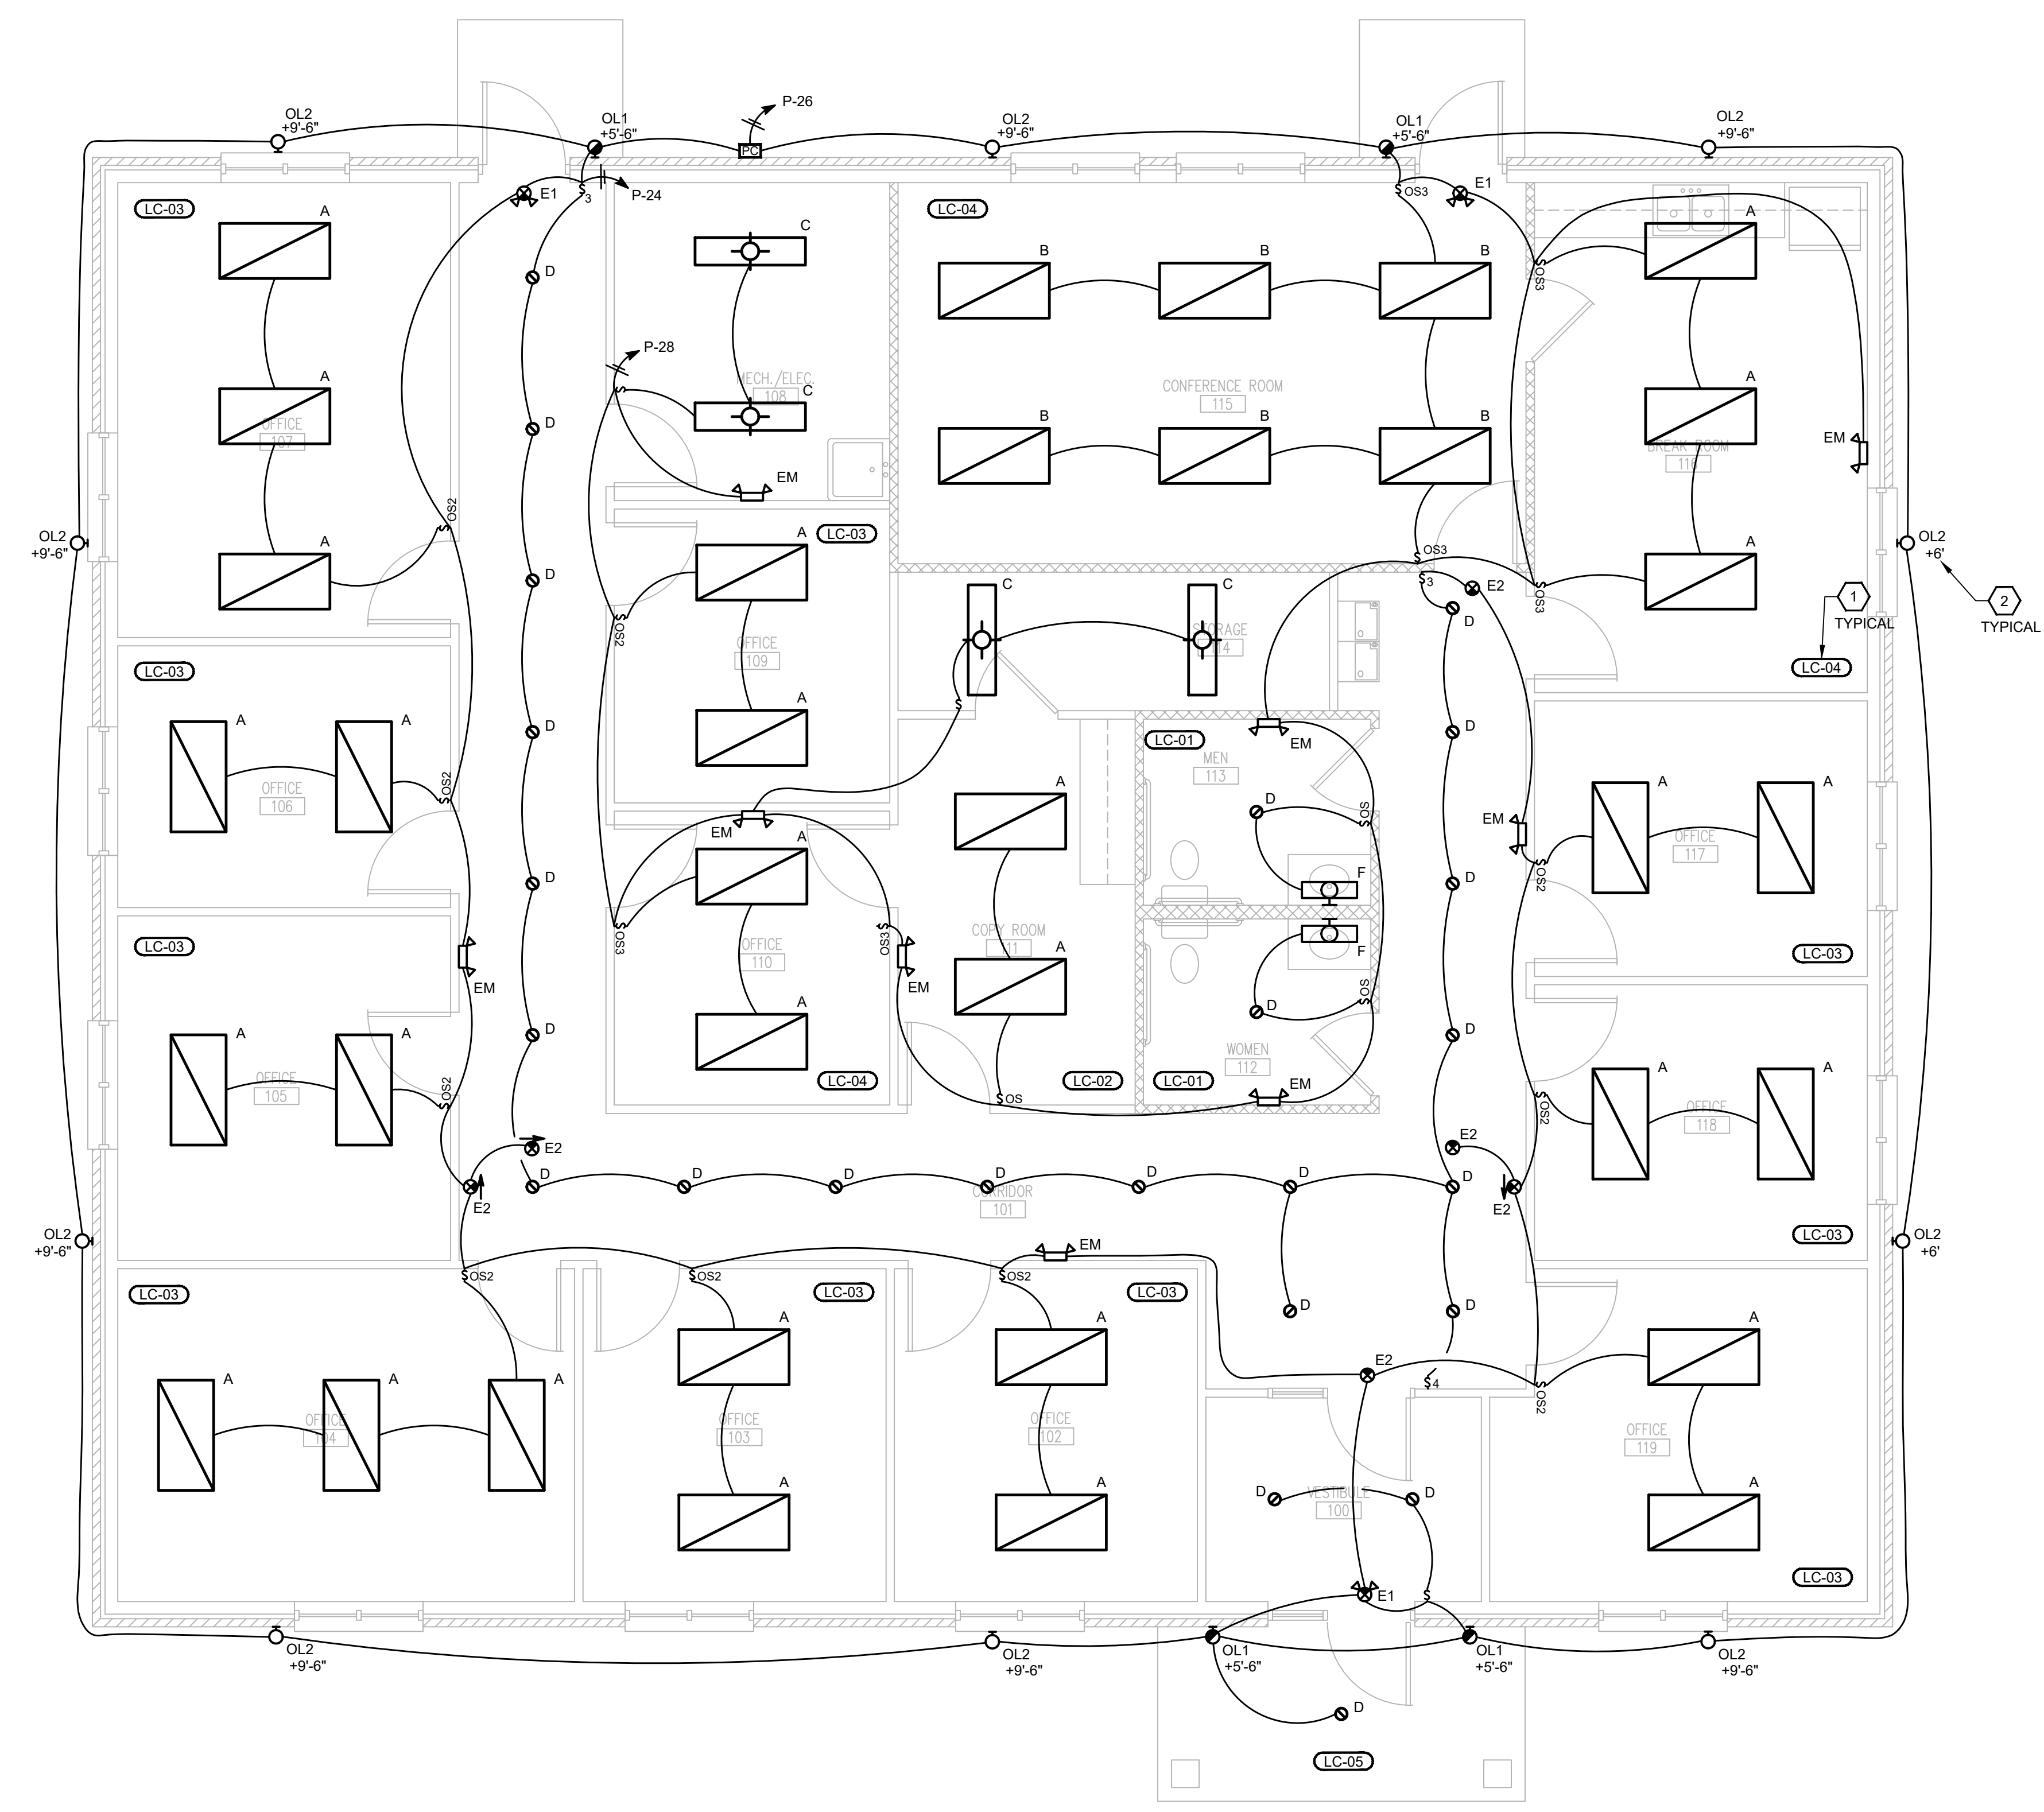 OL2
+9'-6"
OL1
+5'-6"
P-26
PC
OL2
+9'-6"
OL1
+5'-6"
OL2
+9'-6"
E1
$3
P-24
$OS3
E1
LC-03
A
C
LC-04
B
B
B
A
D
$OS3
P-28
$
MECH./ELEC.
108
C
CONFERENCE ROOM
115
A
A
OFFICE
107
D
B
B
B
BREAK ROOM
116
EM
EM
$OS2
LC-03
OL2
+9'-6"
A
A
D
$OS3
$3
E2
A
$OS3
OL2
+6'
1
TYPICAL
2
TYPICAL
C
C
D
$OS2
OFFICE
109
STORAGE
114
LC-03
LC-04
A
A
A
D
$
LC-01
EM
D
MEN
113
OFFICE
106
$OS2
A
A
A
D
$OS
EM
OFFICE
117
EM
A
D
F
D
$OS2
LC-03
$OS3
OFFICE
110
$OS3
COPY ROOM
111
A
F
LC-03
EM
EM
A
D
$OS
D
D
A
A
A
A
OFFICE
105
$OS2
LC-04
$OS
LC-02
LC-01
WOMEN
112
EM
$OS2
OFFICE
118
E2
E2
E2
D
D
D
D
D
D
D
E2
CORRIDOR
101
OL2
+9'-6"
EM
LC-03
OL2
+6'
$OS2
$OS2
$OS2
LC-03
LC-03
LC-03
D
D
A
A
E2
A
A
A
A
$4
$OS2
OFFICE
104
OFFICE
103
OFFICE
102
OFFICE
119
A
A
D
VESTIBULE
100
D
A
LC-03
E1
$
OL2
+9'-6"
OL2
+9'-6"
OL1
+5'-6"
OL1
+5'-6"
OL2
+9'-6"
D
LC-05